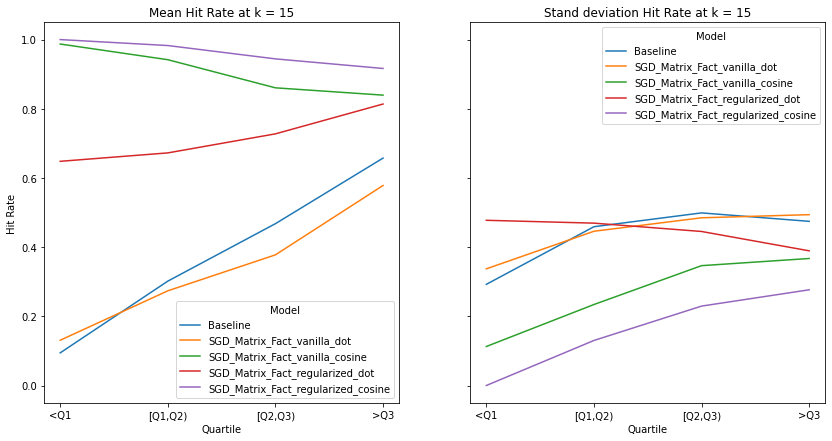 Mean Hit Rate at k = 15
Hit Rate
1.0
0.8
0.6
0.4
0.2
0.0
Model
Baseline
SGD_Matrix_Fact_vanilla_dot
SGD_Matrix_Fact_vanilla_cosine
SGD_Matrix_Fact_regularized_dot
SGD_Matrix_Fact_regularized_cosine
<Q1
[Q1,Q2)
[Q2,Q3)
>Q3
Quartile
Stand deviation Hit Rate at k = 15
Model
Baseline
SGD_Matrix_Fact_vanilla_dot
SGD_Matrix_Fact_vanilla_cosine
SGD_Matrix_Fact_regularized_dot
SGD_Matrix_Fact_regularized_cosine
<Q1
[Q1,Q2)
[Q2,Q3)
>Q3
Quartile